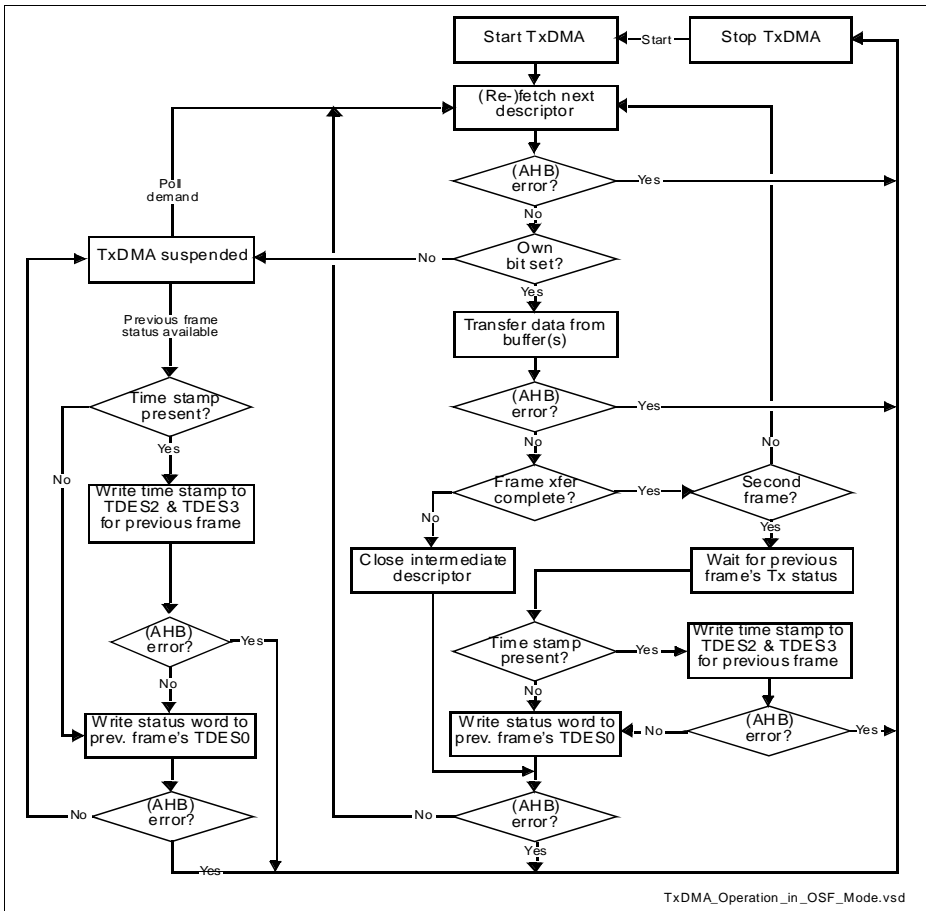 Start TxDMA
Start
Stop TxDMA
(Re-)fetch next
descriptor
(AHB)
error?
Yes
No
Poll
demand
TxDMA suspended
No
Own
bit set?
Yes
Previous frame
status available
Transfer data from
buffer(s)
Time stamp
present?
(AHB)
error?
Yes
No
No
Yes
No
Write time stamp to
TDES2 & TDES3
for previous frame
Frame xfer
complete?
Yes
Second
frame?
No
Yes
Close intermediate
descriptor
Wait for previous
frame's Tx status
(AHB)
error?
Yes
No
Time stamp
present?
Yes
Write time stamp to
TDES2 & TDES3
for previous frame
No
Write status word to
prev. frame's TDES0
Write status word to
prev. frame's TDES0
No
(AHB)
error?
Yes
No
(AHB)
error?
No
(AHB)
error?
Yes
Yes
TxDMA_Operation_in_OSF_Mode.vsd